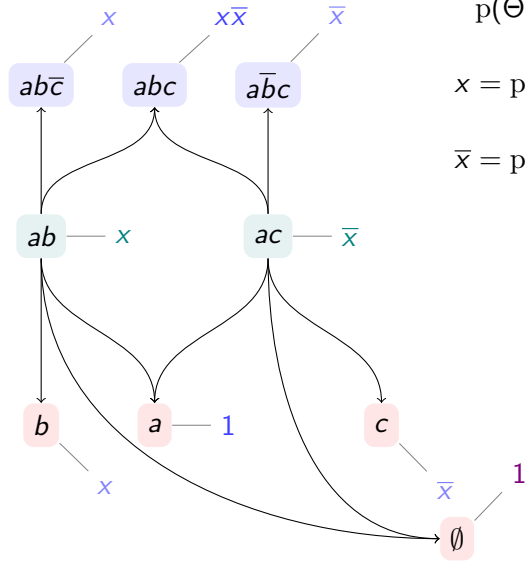 x x𝑥̅ x̅ p(Θ
abc̅ abc ab̅c x = p
x̅ = p
ab x ac x̅
b a 1 c
x x̅ 1
∅